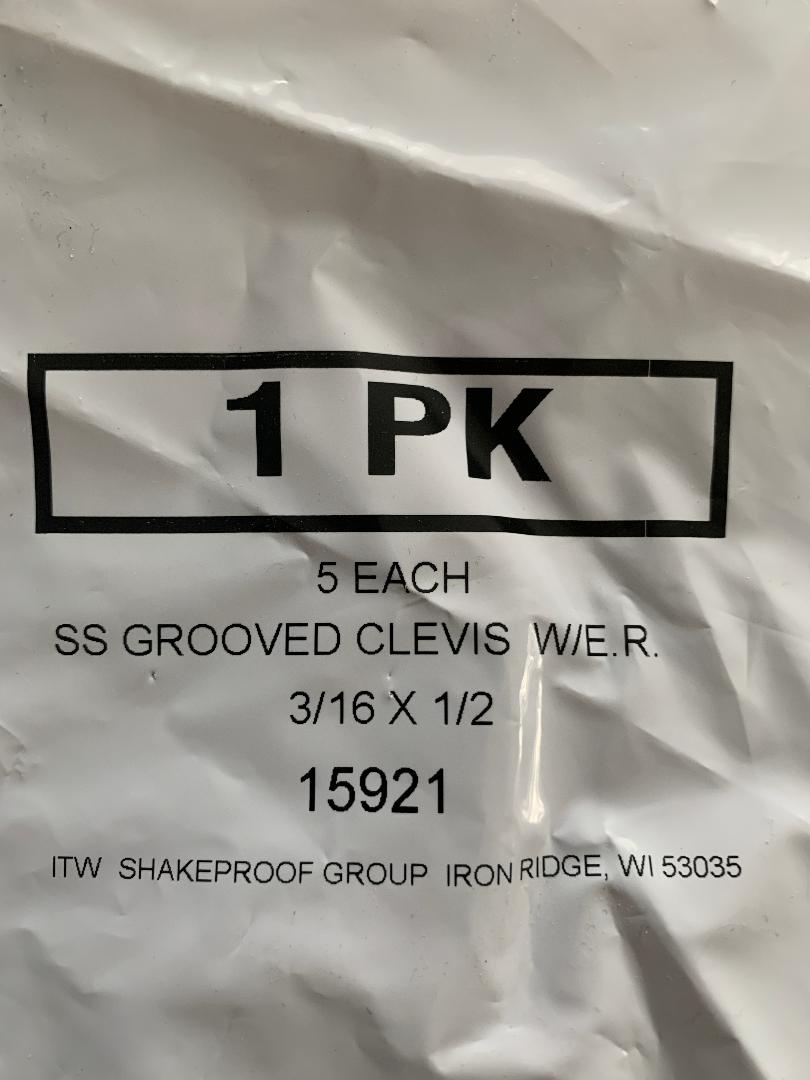 1 PK
5 EACH
SS GROOVED CLEVIS W/E.R.
3/16 X 1/2
15921
ITW SHAKEPROOF GROUP IRON RIDGE, WI 53035